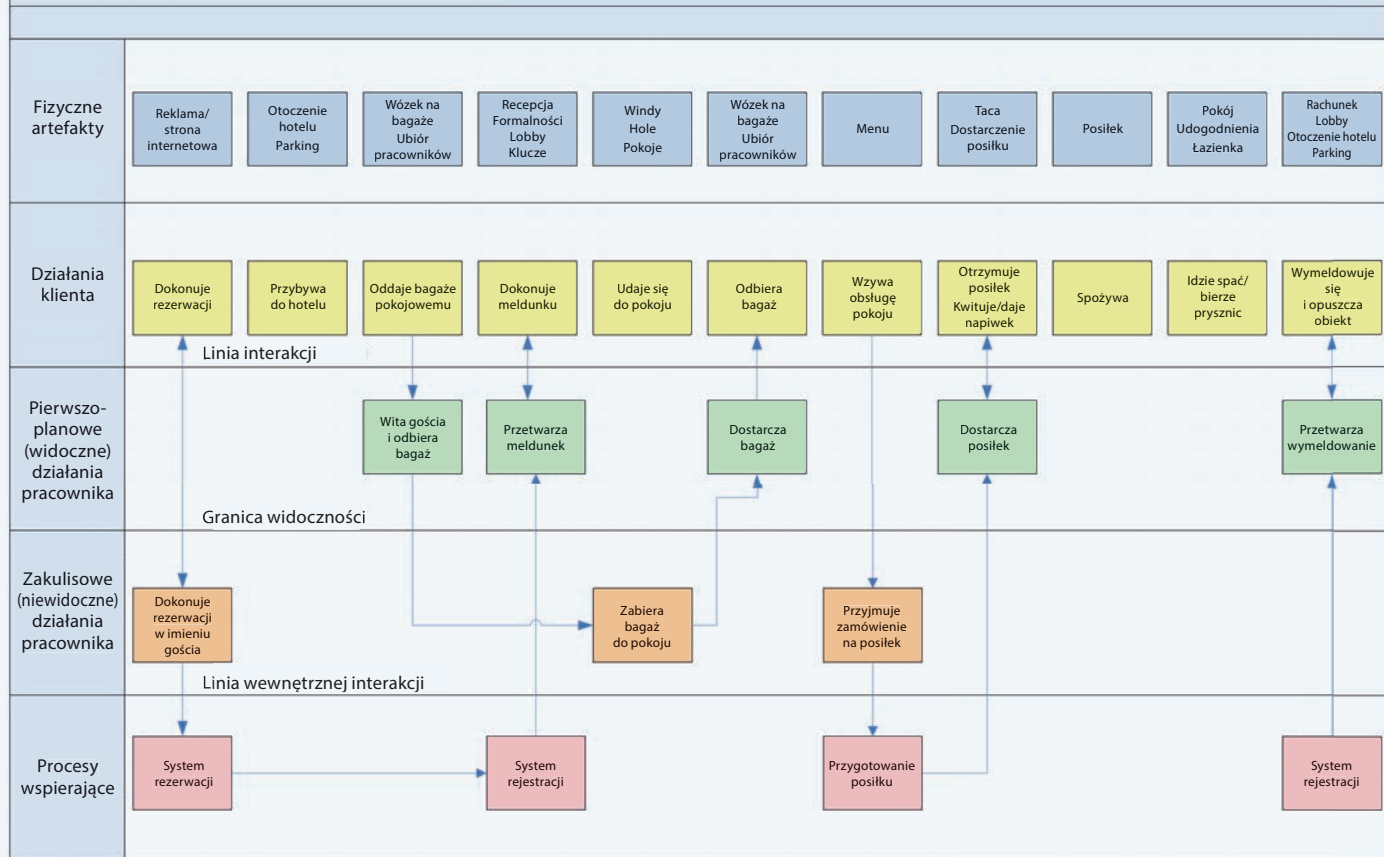 Fizyczne
artefakty
Reklama/
strona
internetowa
Otoczenie
hotelu
Parking
Wózek na
bagaże
Ubiór
pracowników
Recepcja
Formalności
Lobby
Klucze
Windy
Hole
Pokoje
Wózek na
bagaże
Ubiór
pracowników
Menu
Taca
Dostarczenie
posiłku
Posiłek
Pokój
Udogodnienia
Łazienka
Rachunek
Lobby
Otoczenie hotelu
Parking
Działania
klienta
Dokonuje
rezerwacji
Przybywa
do hotelu
Oddaje bagaże
pokojowemu
Dokonuje
meldunku
Udaje się
do pokoju
Odbiera
bagaż
Wzywa
obsługę
pokoju
Otrzymuje
posiłek
Kwituje/daje
napiwek
Spożywa
Idzie spać/
bierze
prysznic
Wymeldowuje
się
i opuszcza
obiekt
Linia interakcji
Pierwszo-
planowe
(widoczne)
działania
pracownika
Wita gościa
i odbiera
bagaż
Przetwarza
meldunek
Dostarcza
bagaż
Dostarcza
posiłek
Przetwarza
wymeldowanie
Granica widoczności
Zakulisowe
(niewidoczne)
działania
pracownika
Dokonuje
rezerwacji
w imieniu
gościa
Zabiera
bagaż
do pokoju
Przyjmuje
zamówienie
na posiłek
Linia wewnętrznej interakcji
Procesy
wspierające
System
rezerwacji
System
rejestracji
Przygotowanie
posiłku
System
rejestracji